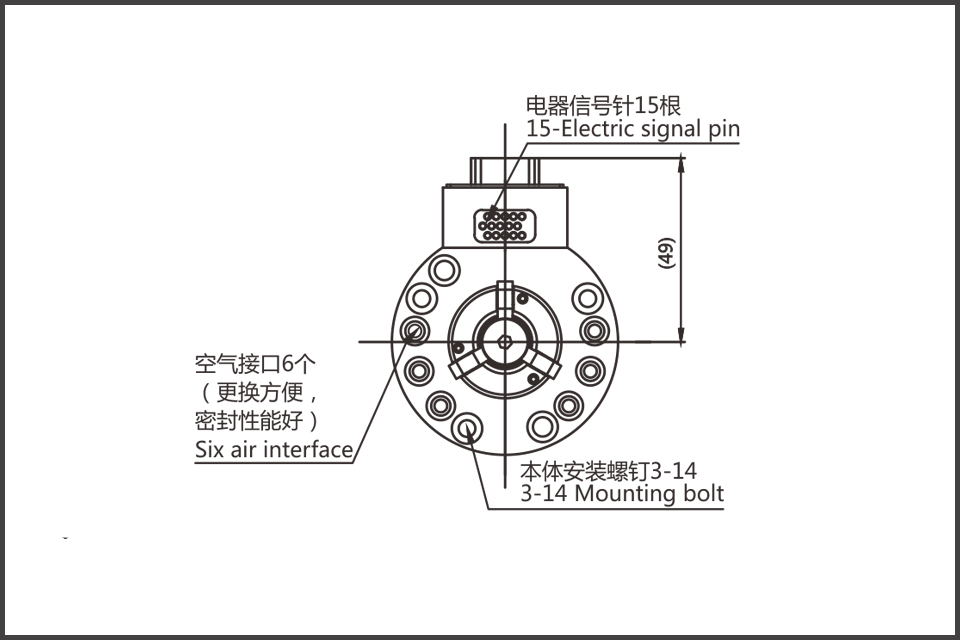 电器信号针15根
15-Electric signal pin
(49)
空气接口6个
（更换方便，
密封性能好）
Six air interface
本体安装螺钉3-14
3-14 Mounting bolt